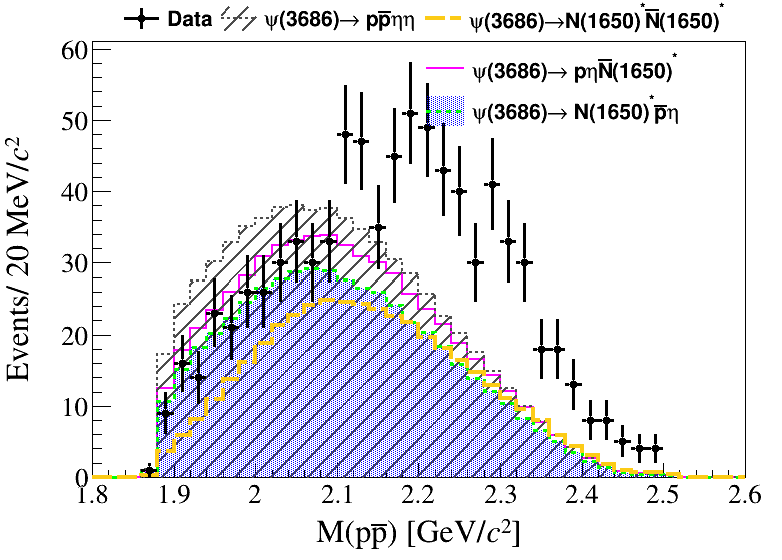 Data ψ(3686)→ pp̅ηη ψ(3686)→N(1650)*N̅(1650)*
ψ(3686)→ pηN̅(1650)*
ψ(3686)→ N(1650)*p̅η
Events/ 20 MeV/c²
60
50
40
30
20
10
0
1.8 1.9 2 2.1 2.2 2.3 2.4 2.5 2.6
M(pp̅) [GeV/c²]